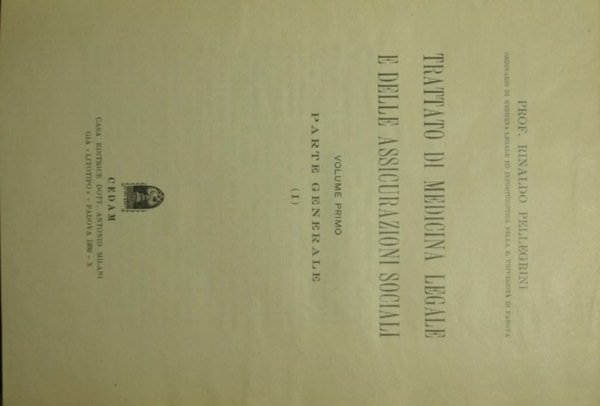 PROF. RINALDO PELLEGRINI
ORDINARIO DI MEDICINA LEGALE ED INFORTUNISTICA NELLA R. UNIVERSITÀ DI PADOVA
TRATTATO DI MEDICINA LEGALE
E DELLE ASSICURAZIONI SOCIALI
VOLUME PRIMO
PARTE GENERALE
(I)
CEDAM
CASA EDITRICE DOTT. ANTONIO MILANI
GIÀ «LITOTIPO» - PADOVA 1932 - X